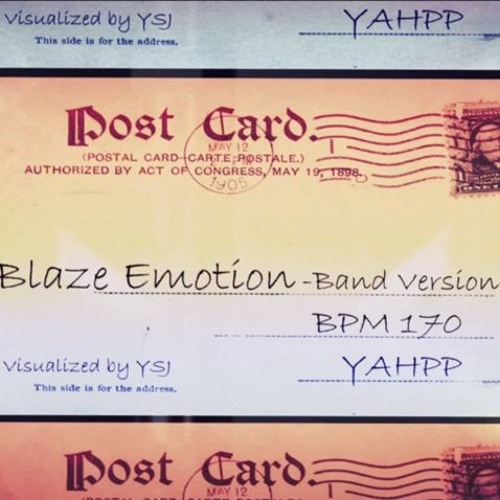 Visualized by YSJ
YAHPP
This side is for the address.
Post Card.
MAY 12
(POSTAL CARD-CARTE POSTALE.)
AUTHORIZED BY ACT OF CONGRESS, MAY 19, 1898.
1905
Blaze Emotion -Band Version
BPM 170
Visualized by YSJ
YAHPP
This side is for the address.
Post Card.
MAY 12